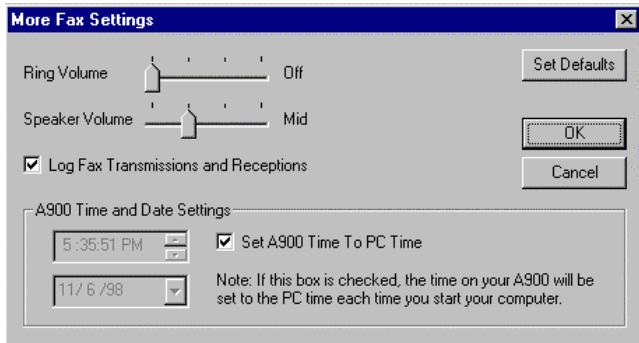 More Fax Settings
Ring Volume Off
Set Defaults
Speaker Volume Mid
OK
Log Fax Transmissions and Receptions
Cancel
A900 Time and Date Settings
5 :35:51 PM
Set A900 Time To PC Time
11/ 6 /98
Note: If this box is checked, the time on your A900 will be
set to the PC time each time you start your computer.